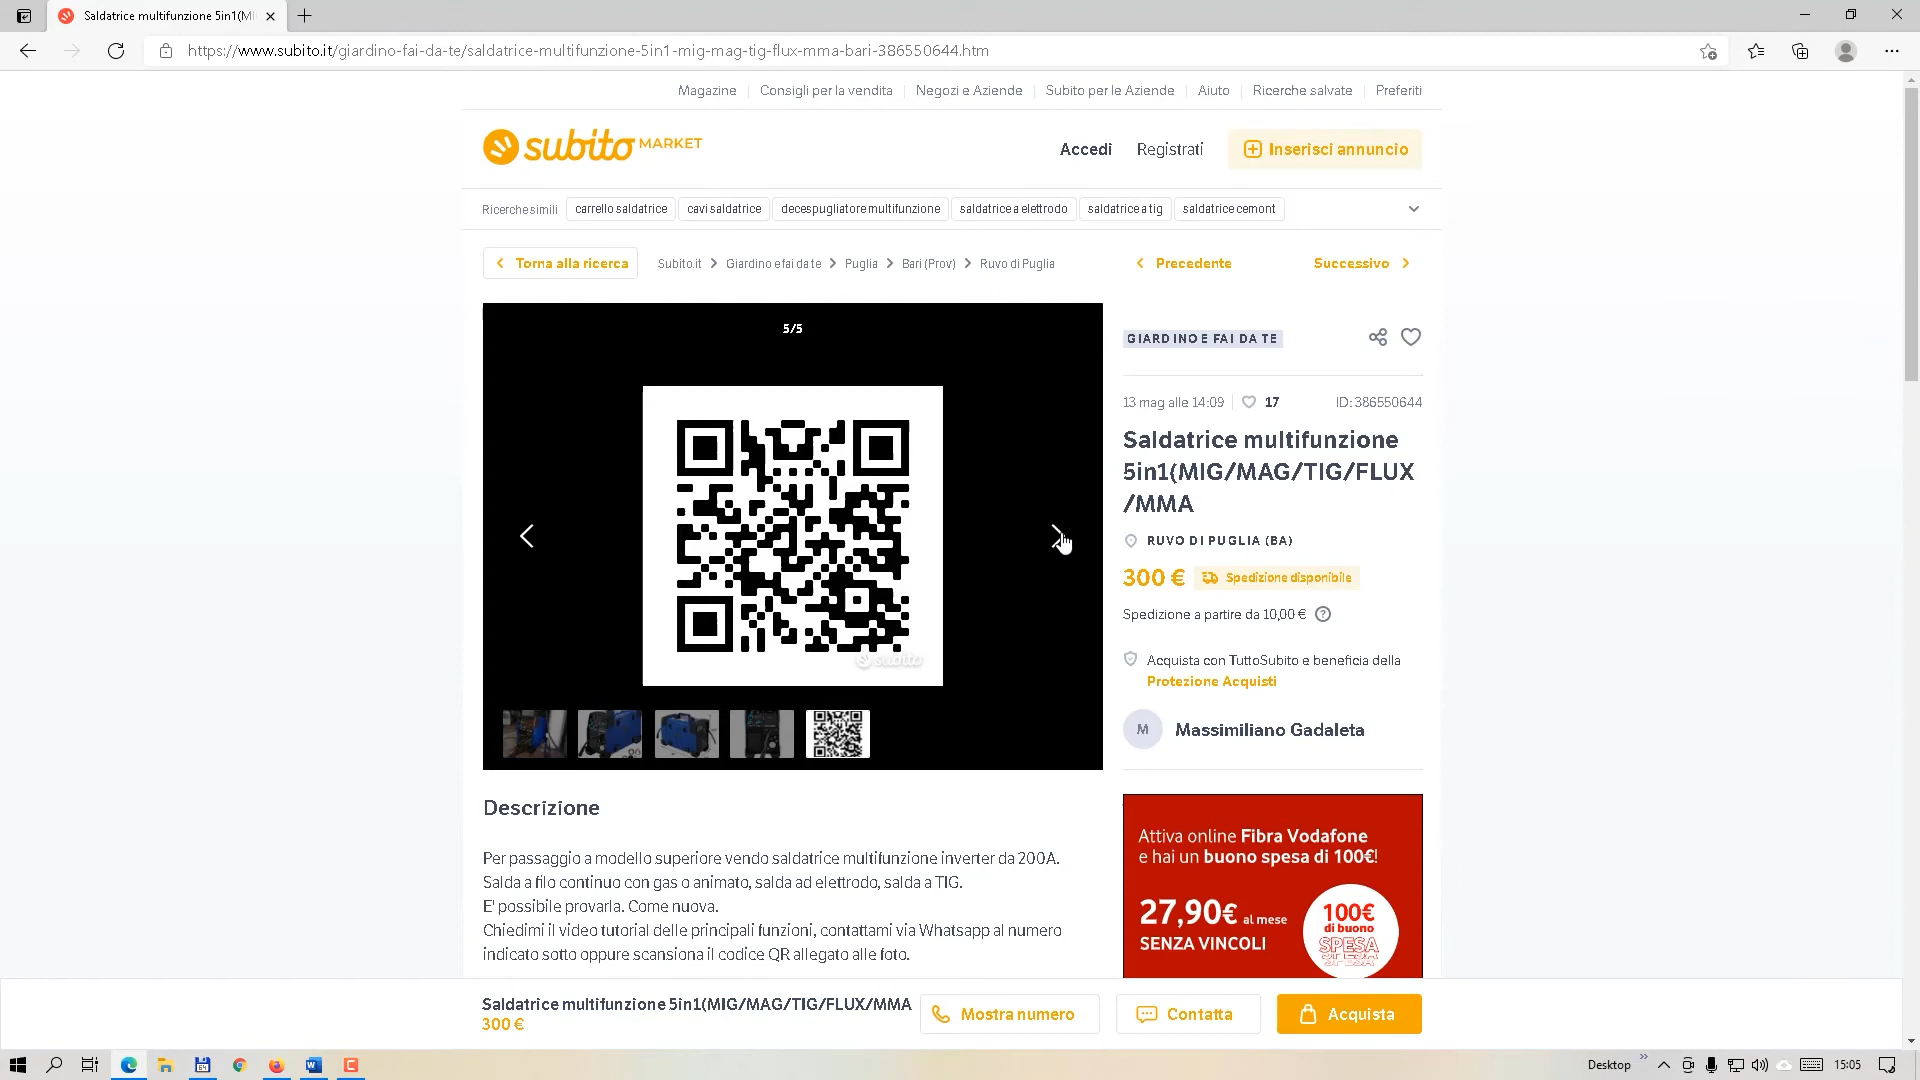 Saldatrice multifunzione 5in1(MI
https://www.subito.it/giardino-fai-da-te/saldatrice-multifunzione-5in1-mig-mag-tig-flux-mma-bari-386550644.htm
Magazine
Consigli per la vendita
Negozi e Aziende
Subito per le Aziende
Aiuto
Ricerche salvate
Preferiti
subito MARKET
Accedi
Registrati
Inserisci annuncio
Ricerche simili
carrello saldatrice
cavi saldatrice
decespugliatore multifunzione
saldatrice a elettrodo
saldatrice a tig
saldatrice cemont
Torna alla ricerca
Subito.it > Giardino e fai da te > Puglia > Bari (Prov) > Ruvo di Puglia
Precedente
Successivo
5/5
subito
GIARDINO E FAI DA TE
13 mag alle 14:09
17
ID: 386550644
Saldatrice multifunzione
5in1(MIG/MAG/TIG/FLUX
/MMA
RUVO DI PUGLIA (BA)
300 €
Spedizione disponibile
Spedizione a partire da 10,00 € ?
Acquista con TuttoSubito e beneficia della
Protezione Acquisti
M
Massimiliano Gadaleta
Descrizione
Per passaggio a modello superiore vendo saldatrice multifunzione inverter da 200A.
Salda a filo continuo con gas o animato, salda ad elettrodo, salda a TIG.
E' possibile provarla. Come nuova.
Chiedimi il video tutorial delle principali funzioni, contattami via Whatsapp al numero
indicato sotto oppure scansiona il codice QR allegato alle foto.
Attiva online Fibra Vodafone
e hai un buono spesa di 100€!
27,90€ al mese
SENZA VINCOLI
100€
di buono
SPESA
SPESA
SPESA
Saldatrice multifunzione 5in1(MIG/MAG/TIG/FLUX/MMA
300 €
Mostra numero
Contatta
Acquista
Desktop
15:05